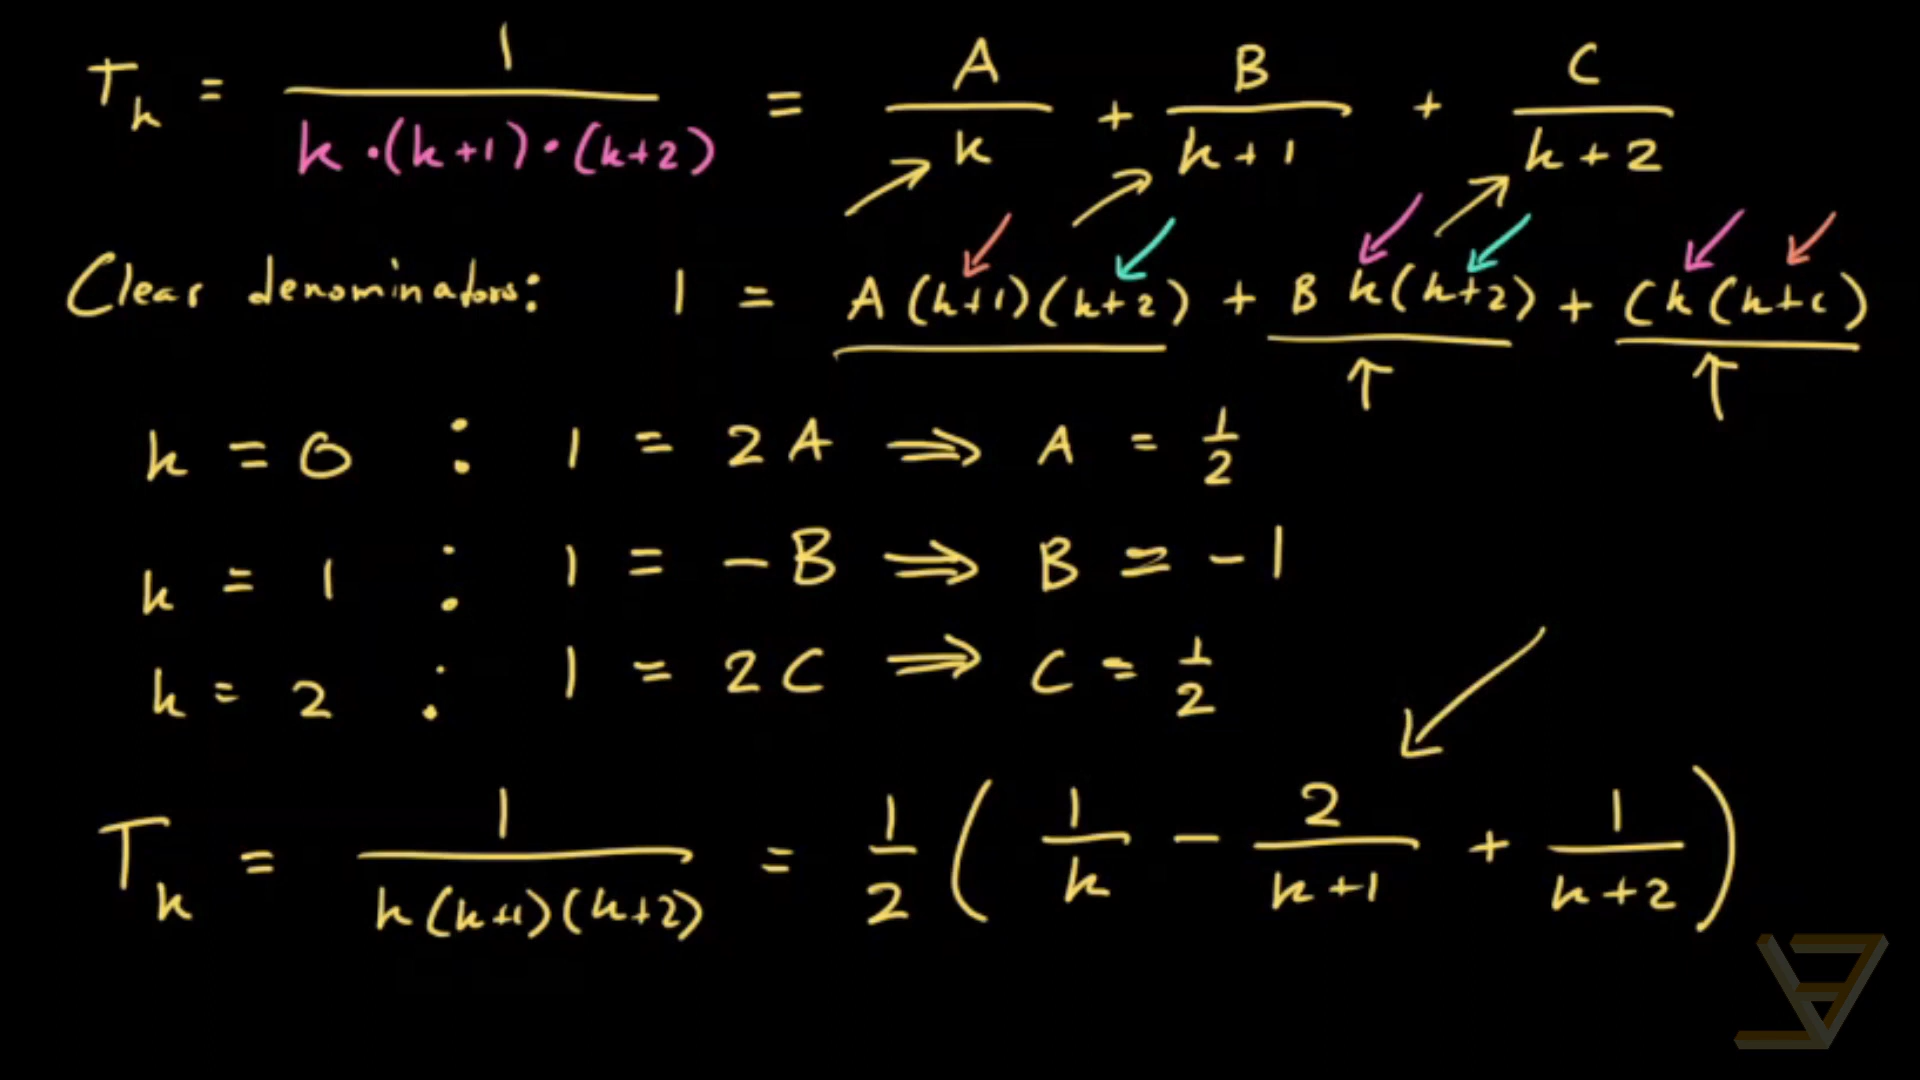 T_k = 1/(k·(k+1)·(k+2)) = A/k + B/(k+1) + C/(k+2)
Clear denominators: 1 = A(k+1)(k+2) + B k(k+2) + C k(k+1)
k = 0 : 1 = 2A ⟹ A = 1/2
k = 1 : 1 = -B ⟹ B = -1
k = 2 : 1 = 2C ⟹ C = 1/2
T_k = 1/(k(k+1)(k+2)) = 1/2 ( 1/k - 2/(k+1) + 1/(k+2) )